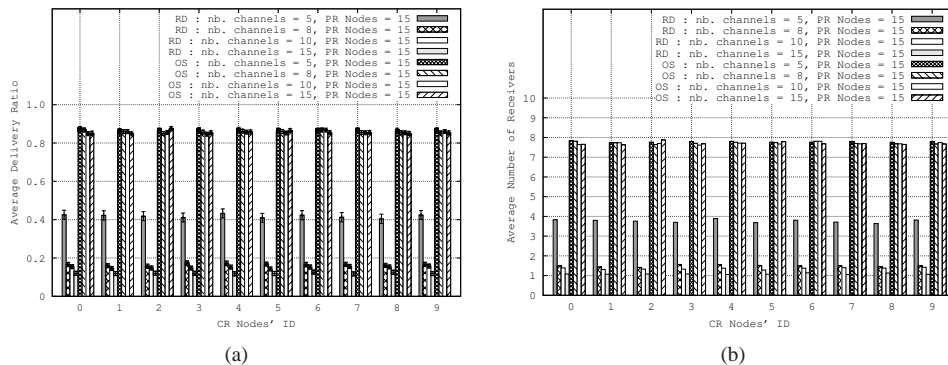 RD : nb. channels = 5, PR Nodes = 15
RD : nb. channels = 8, PR Nodes = 15
RD : nb. channels = 10, PR Nodes = 15
RD : nb. channels = 15, PR Nodes = 15
OS : nb. channels = 5, PR Nodes = 15
OS : nb. channels = 8, PR Nodes = 15
OS : nb. channels = 10, PR Nodes = 15
OS : nb. channels = 15, PR Nodes = 15
Average Delivery Ratio
1.0
0.8
0.6
0.4
0.2
0
0 1 2 3 4 5 6 7 8 9
CR Nodes' ID
(a)
RD : nb. channels = 5, PR Nodes = 15
RD : nb. channels = 8, PR Nodes = 15
RD : nb. channels = 10, PR Nodes = 15
RD : nb. channels = 15, PR Nodes = 15
OS : nb. channels = 5, PR Nodes = 15
OS : nb. channels = 8, PR Nodes = 15
OS : nb. channels = 10, PR Nodes = 15
OS : nb. channels = 15, PR Nodes = 15
Average Number of Receivers
10
9
8
7
6
5
4
3
2
1
0
0 1 2 3 4 5 6 7 8 9
CR Nodes' ID
(b)